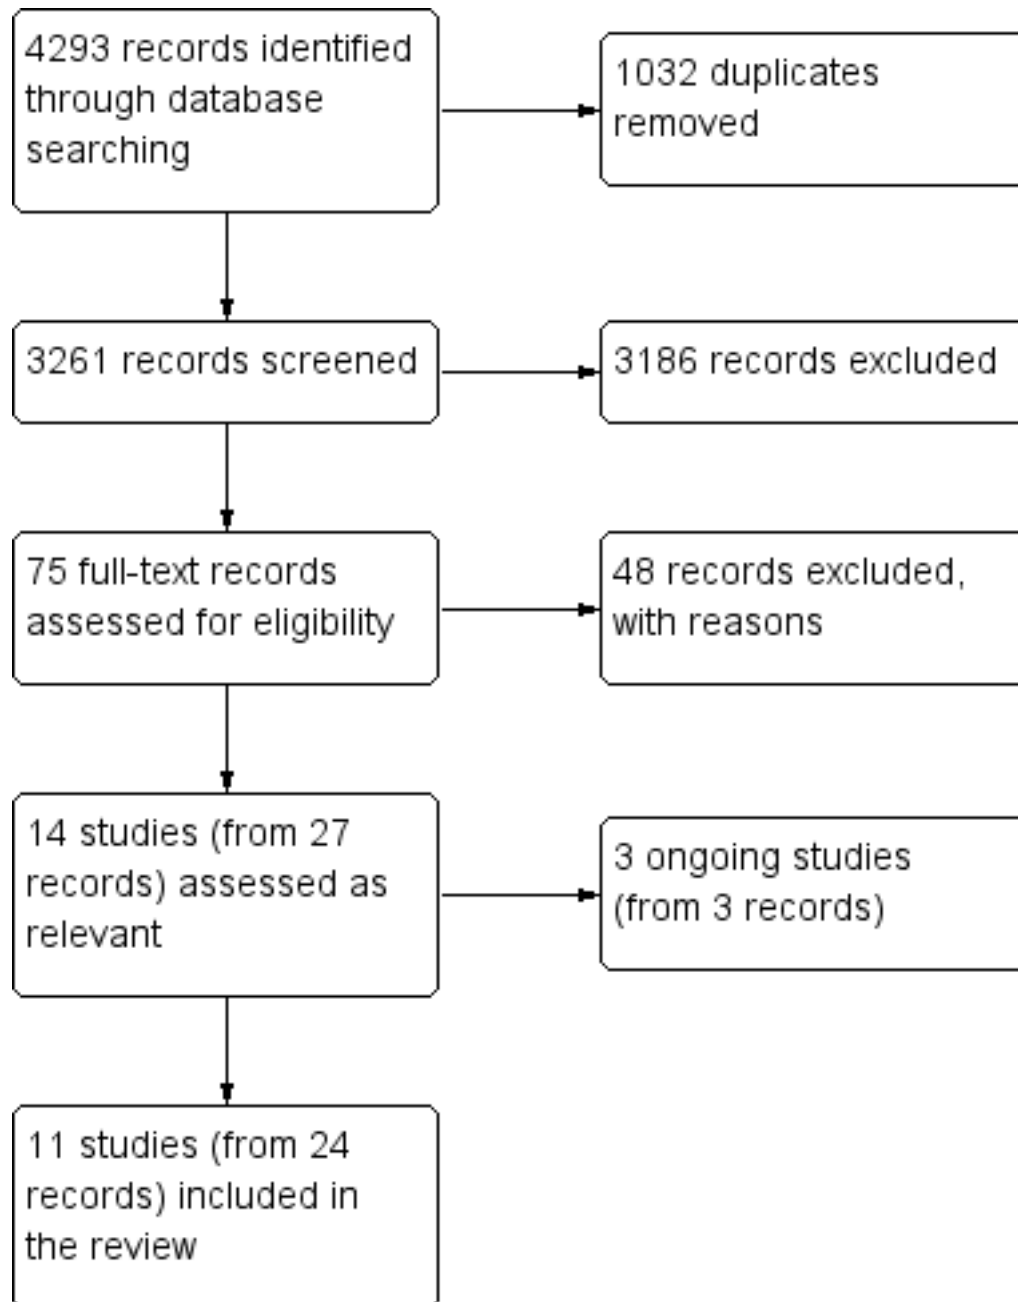 4293 records identified
through database
searching
1032 duplicates
removed
3261 records screened
3186 records excluded
75 full-text records
assessed for eligibility
48 records excluded,
with reasons
14 studies (from 27
records) assessed as
relevant
3 ongoing studies
(from 3 records)
11 studies (from 24
records) included in
the review